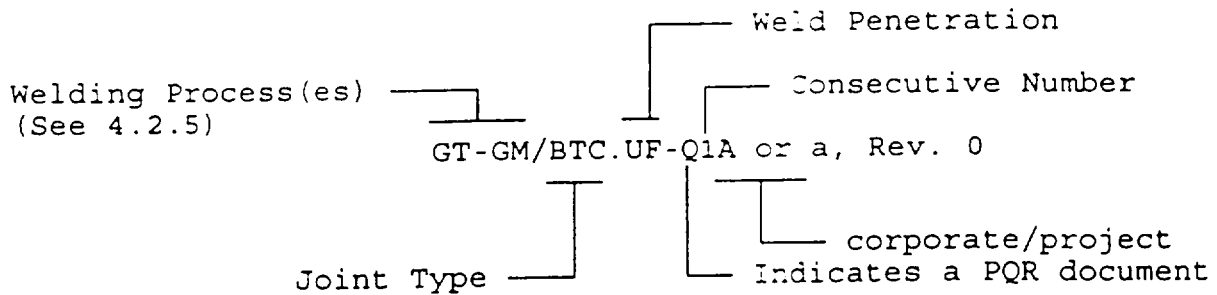 Weld Penetration
Welding Process(es)
(See 4.2.5)
Consecutive Number
GT-GM/BTC.UF-Q1A or a, Rev. 0
corporate/project
Joint Type
Indicates a PQR document